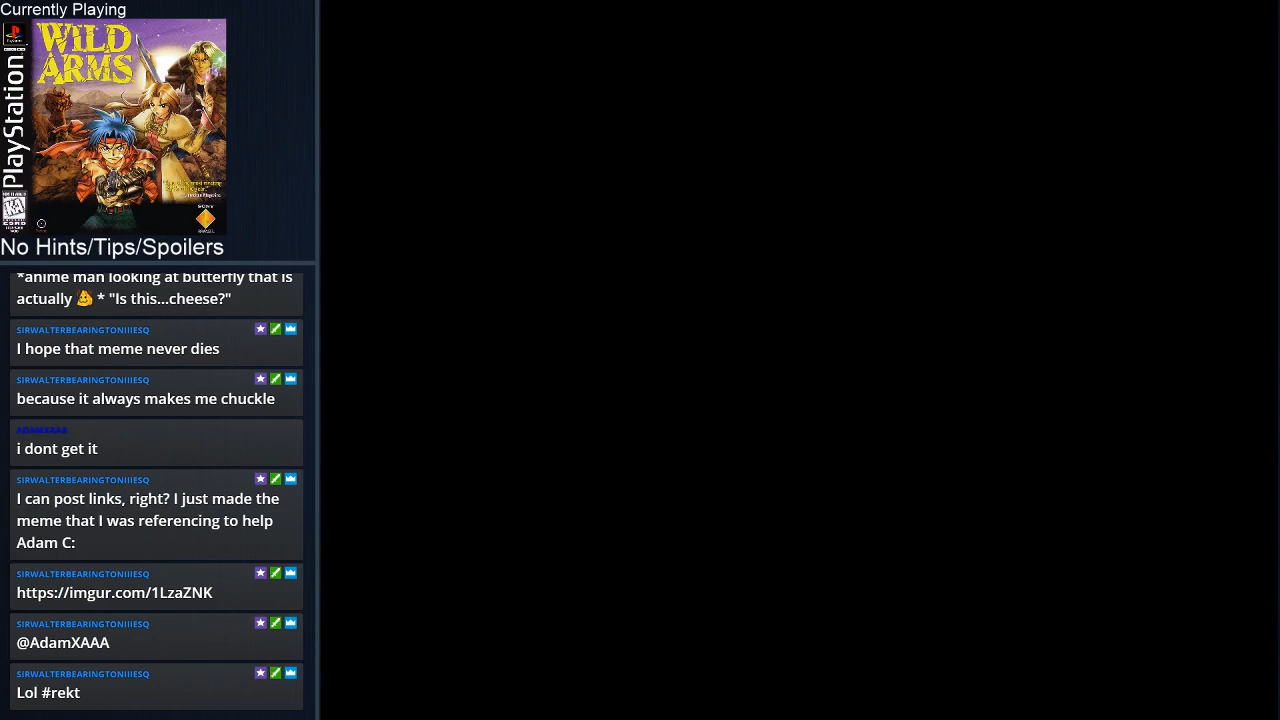 Currently Playing
WILD
ARMS
PlayStation
SONY
No Hints/Tips/Spoilers
*anime man looking at butterfly that is
actually * "Is this...cheese?"
SIRWALTERBEARINGTONIIIESQ
I hope that meme never dies
SIRWALTERBEARINGTONIIIESQ
because it always makes me chuckle
ADAMXAAA
i dont get it
SIRWALTERBEARINGTONIIIESQ
I can post links, right? I just made the
meme that I was referencing to help
Adam C:
SIRWALTERBEARINGTONIIIESQ
https://imgur.com/1LzaZNK
SIRWALTERBEARINGTONIIIESQ
@AdamXAAA
SIRWALTERBEARINGTONIIIESQ
Lol #rekt